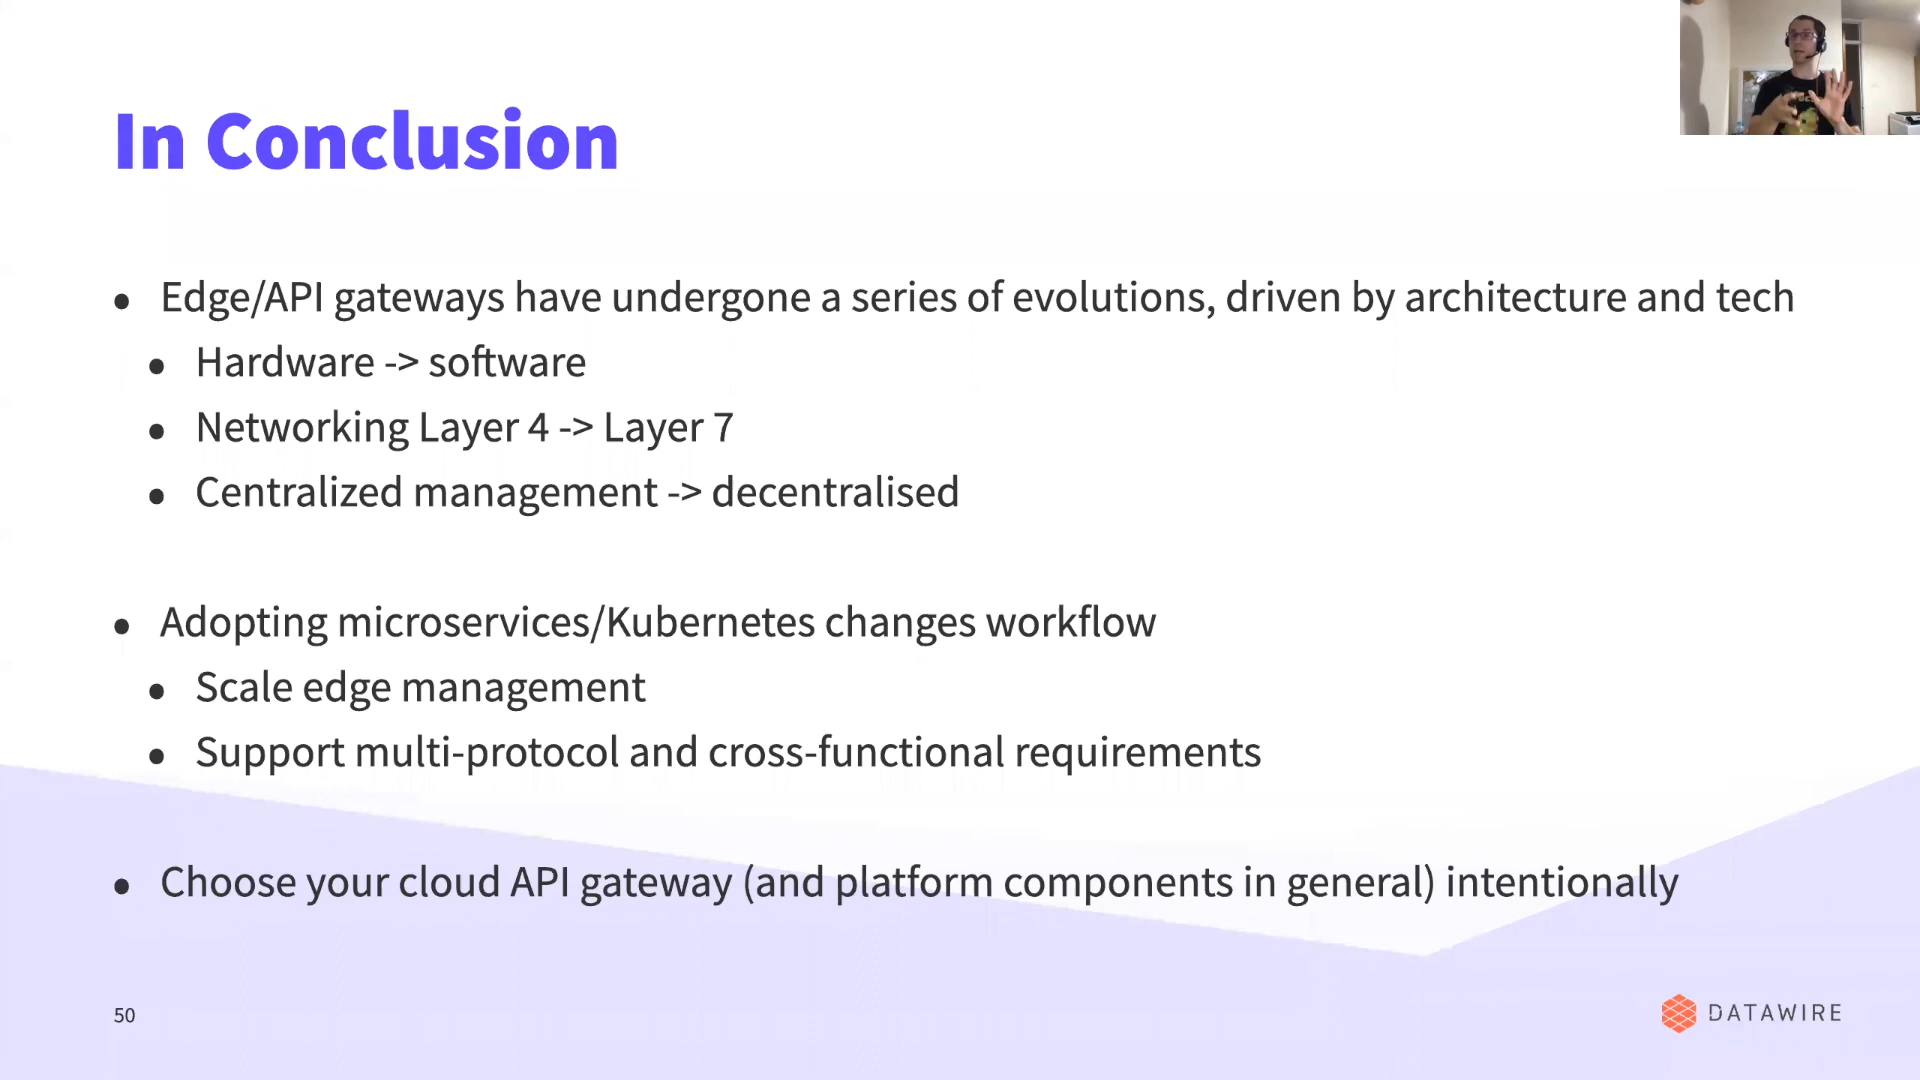 In Conclusion
• Edge/API gateways have undergone a series of evolutions, driven by architecture and tech
• Hardware -> software
• Networking Layer 4 -> Layer 7
• Centralized management -> decentralised
• Adopting microservices/Kubernetes changes workflow
• Scale edge management
• Support multi-protocol and cross-functional requirements
• Choose your cloud API gateway (and platform components in general) intentionally
50
DATAWIRE